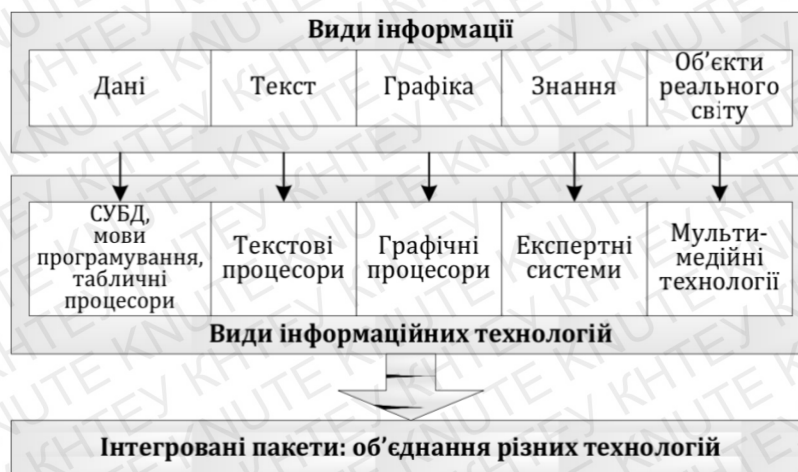 Види інформації
Дані
Текст
Графіка
Знання
Об’єкти
реального
світу
СУБД,
мови
програмування,
табличні
процесори
Текстові
процесори
Графічні
процесори
Експертні
системи
Мульти-
медійні
технології
Види інформаційних технологій
Інтегровані пакети: об’єднання різних технологій